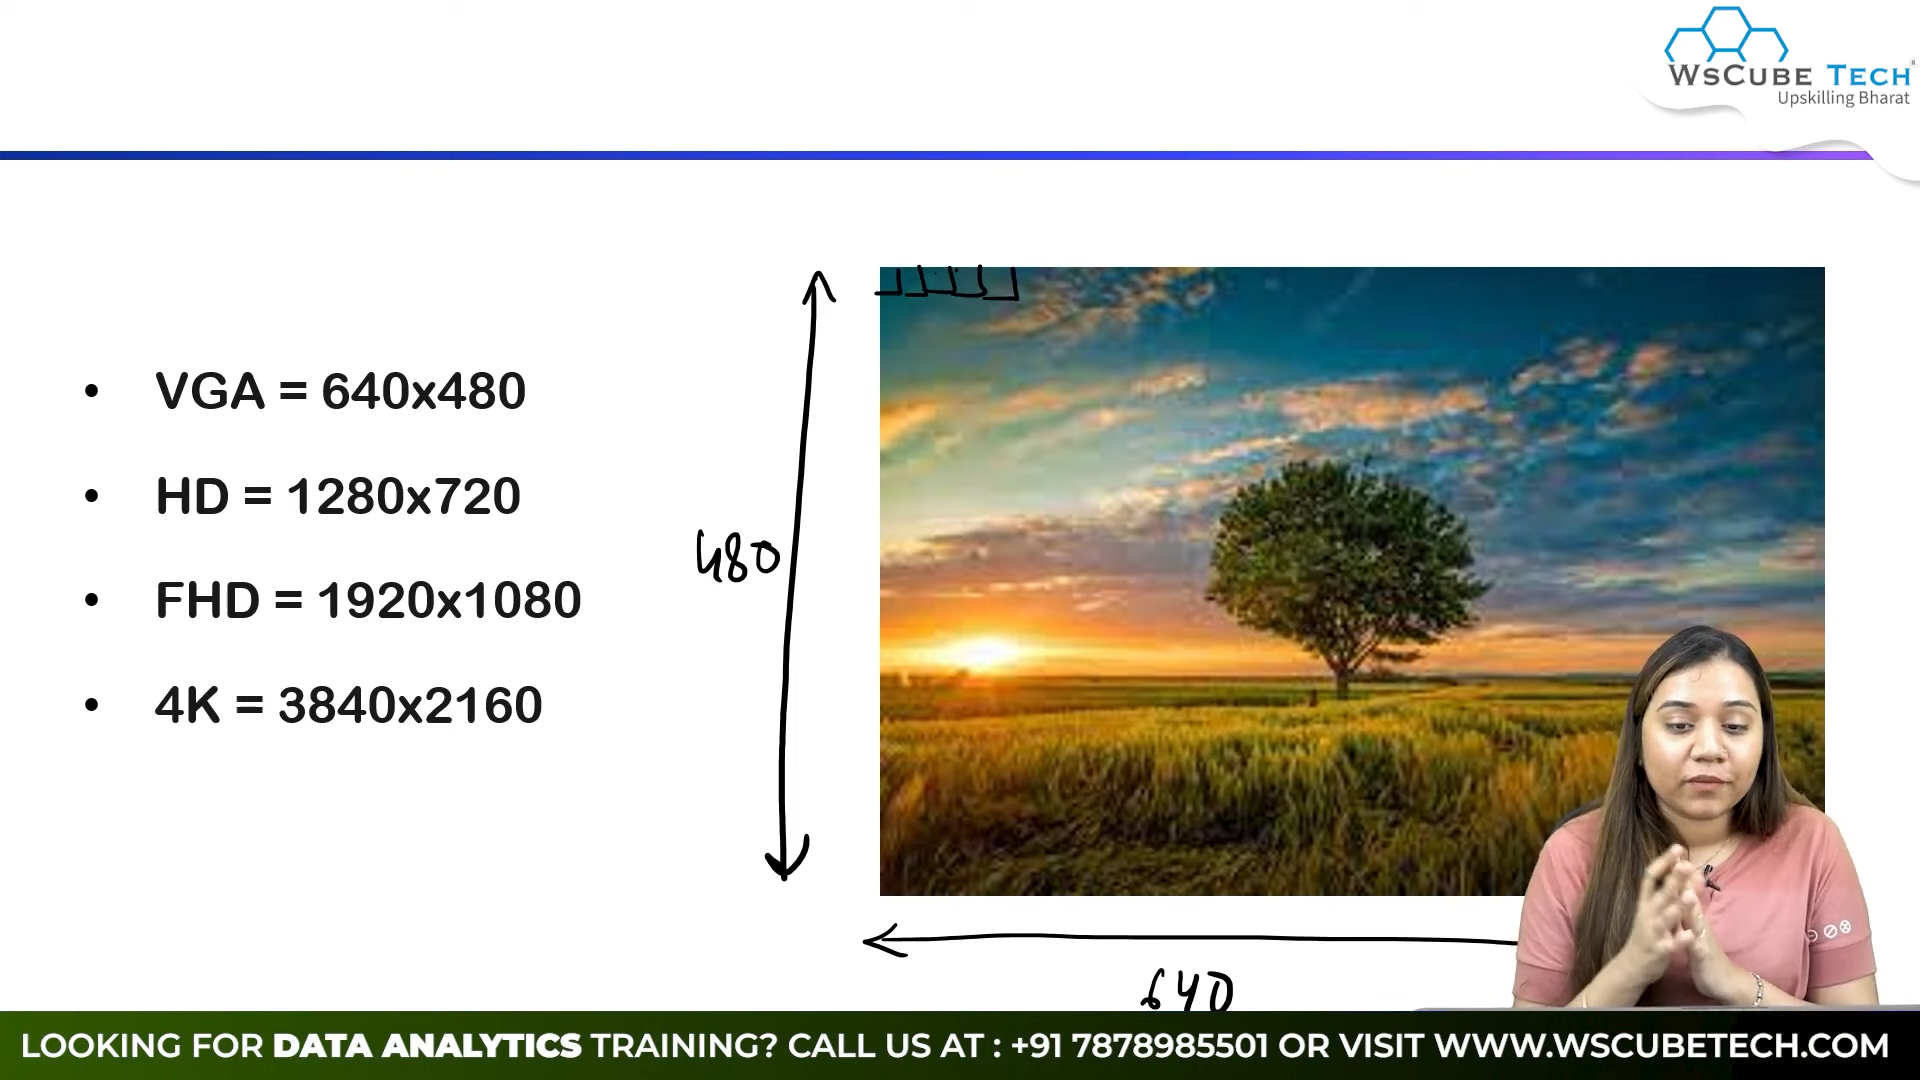 WSCUBE TECH
Upskilling Bharat
• VGA = 640x480
• HD = 1280x720
• FHD = 1920x1080
• 4K = 3840x2160
480
640
LOOKING FOR DATA ANALYTICS TRAINING? CALL US AT : +91 7878985501 OR VISIT WWW.WSCUBETECH.COM